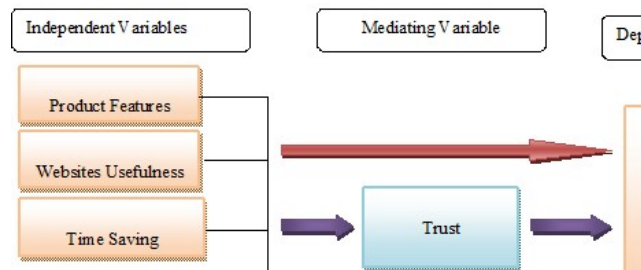 Independent Variables
Mediating Variable
Product Features
Websites Usefulness
Time Saving
Trust